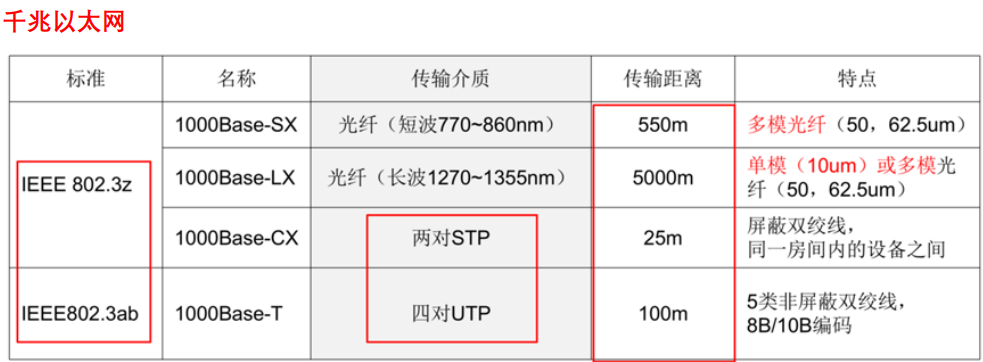 千兆以太网
标准 名称 传输介质 传输距离 特点
IEEE 802.3z
1000Base-SX 光纤（短波770~860nm） 550m 多模光纤（50，62.5um）
1000Base-LX 光纤（长波1270~1355nm） 5000m 单模（10um）或多模光
纤（50，62.5um）
1000Base-CX 两对STP 25m 屏蔽双绞线，
同一房间内的设备之间
IEEE802.3ab 1000Base-T 四对UTP 100m 5类非屏蔽双绞线，
8B/10B编码